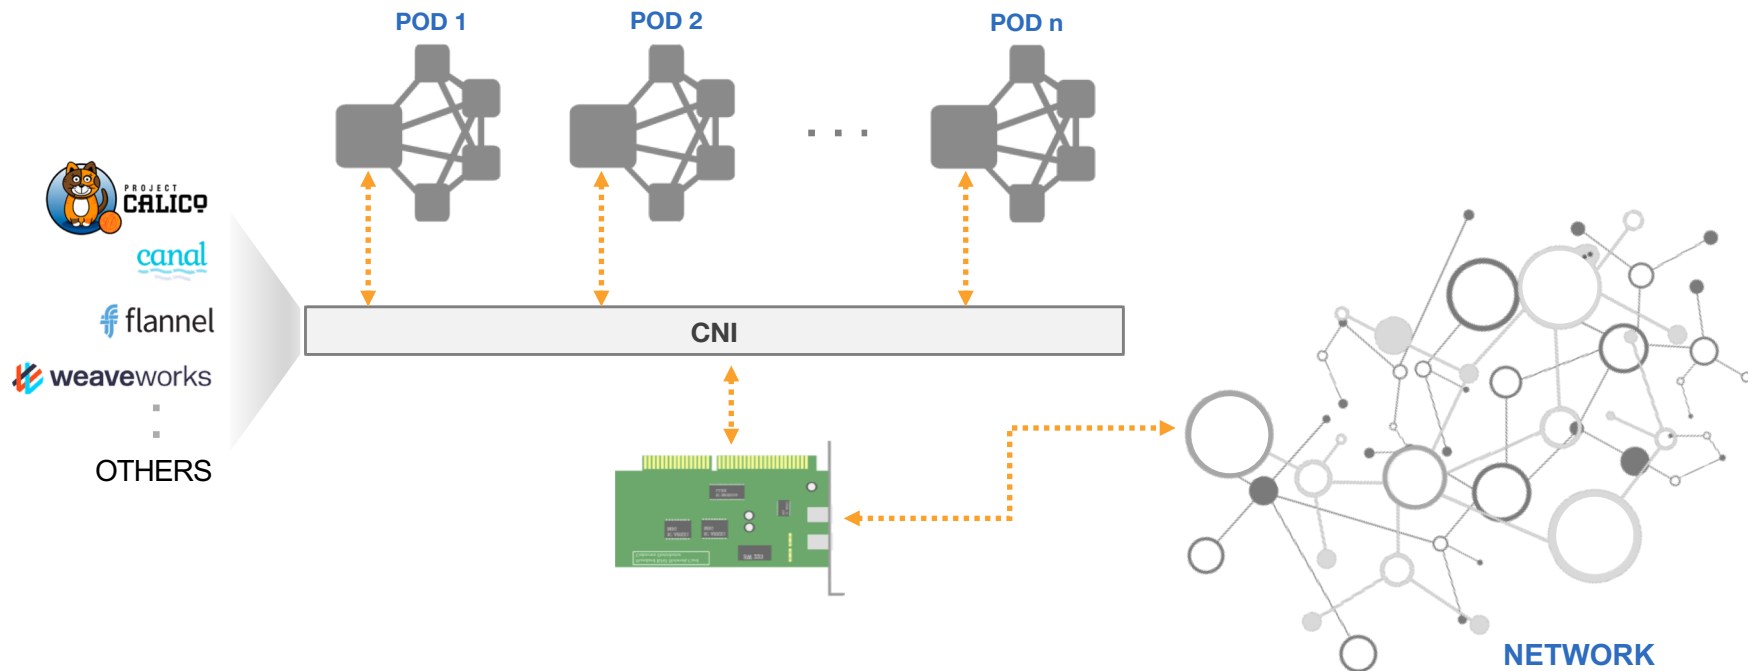 POD 1
POD 2
POD n
PROJECT
CALICO
canal
flannel
weaveworks
OTHERS
CNI
NETWORK